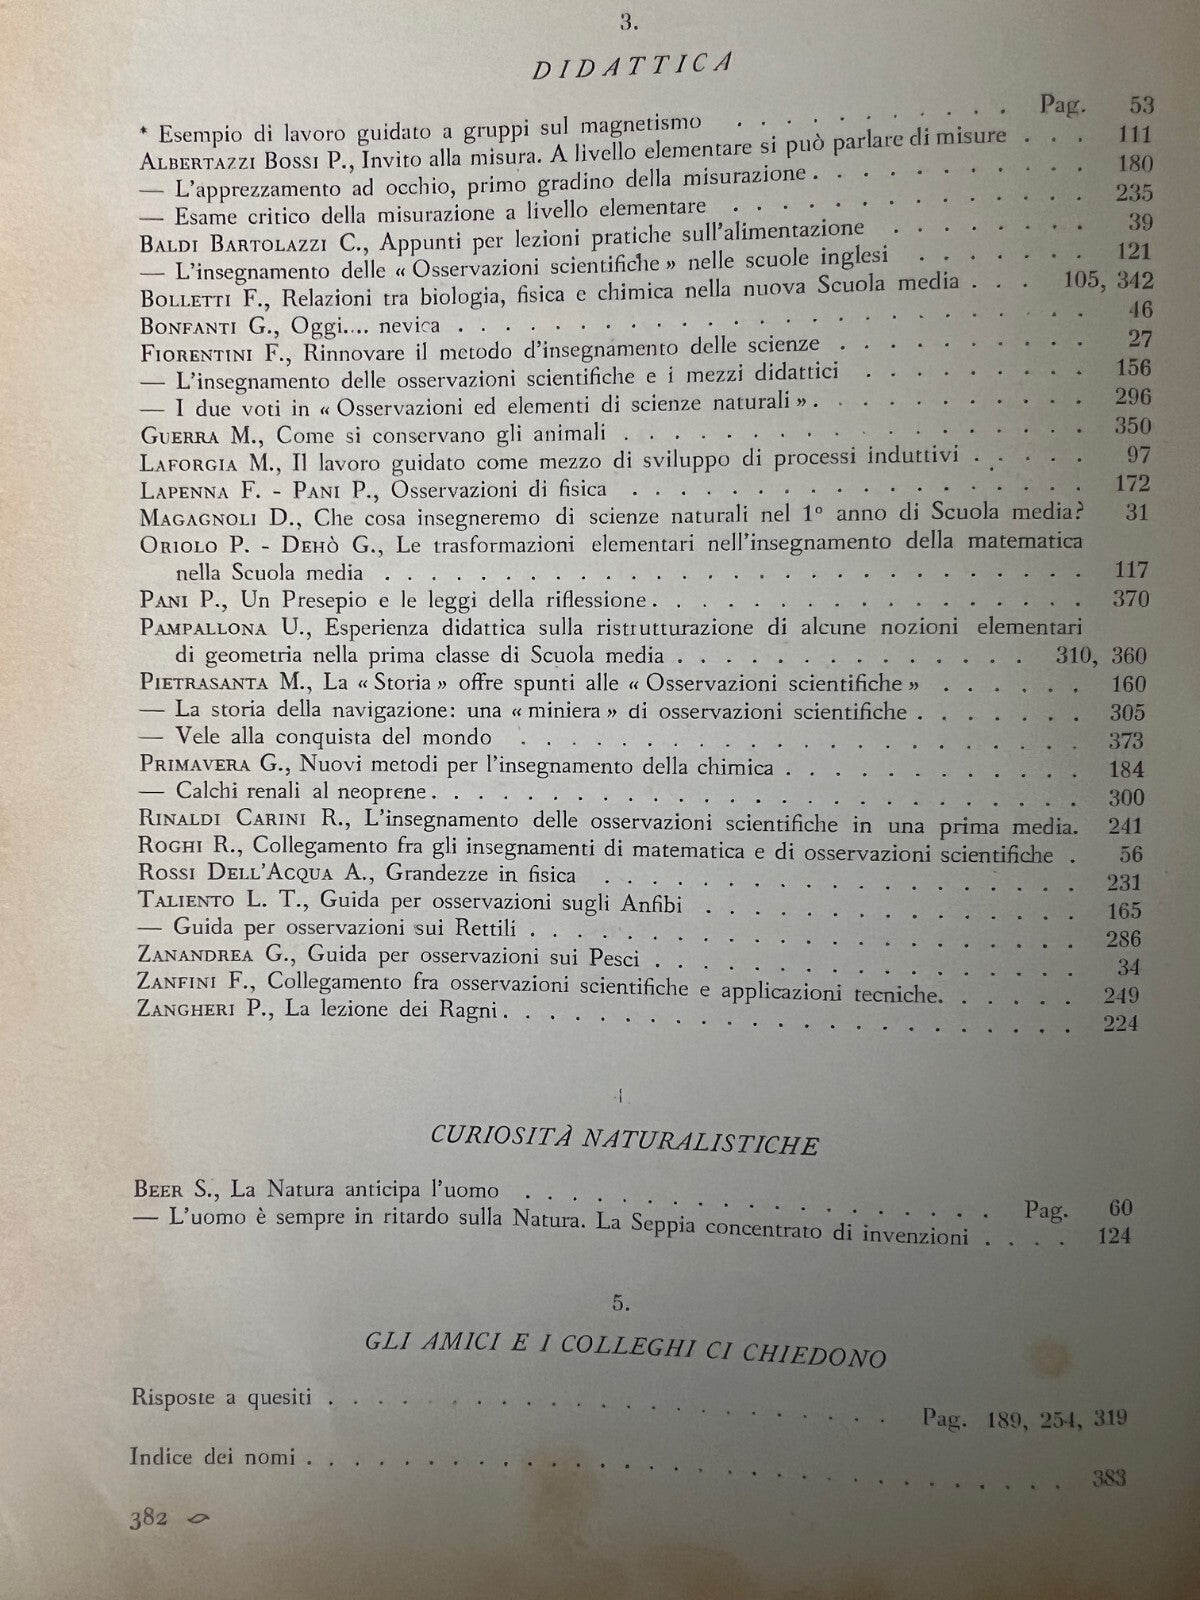 3.
DIDATTICA
Pag. 53
* Esempio di lavoro guidato a gruppi sul magnetismo
ALBERTAZZI BOSSI P., Invito alla misura. A livello elementare si può parlare di misure . . . 111
— L'apprezzamento ad occhio, primo gradino della misurazione . . . 180
— Esame critico della misurazione a livello elementare . . . 235
BALDI BARTOLAZZI C., Appunti per lezioni pratiche sull'alimentazione . . . 39
— L'insegnamento delle « Osservazioni scientifiche » nelle scuole inglesi . . . 121
BOLLETTI F., Relazioni tra biologia, fisica e chimica nella nuova Scuola media . . . 105, 342
BONFANTI G., Oggi.... nevica . . . 46
FIORENTINI F., Rinnovare il metodo d'insegnamento delle scienze . . . 27
— L'insegnamento delle osservazioni scientifiche e i mezzi didattici . . . 156
— I due voti in « Osservazioni ed elementi di scienze naturali » . . . 296
GUERRA M., Come si conservano gli animali . . . 350
LAFORGIA M., Il lavoro guidato come mezzo di sviluppo di processi induttivi . . . 97
LAPENNA F. - PANI P., Osservazioni di fisica . . . 172
MAGAGNOLI D., Che cosa insegneremo di scienze naturali nel 1° anno di Scuola media? 31
ORIOLO P. - DEHÒ G., Le trasformazioni elementari nell'insegnamento della matematica
nella Scuola media . . . 117
PANI P., Un Presepio e le leggi della riflessione . . . 370
PAMPALLONA U., Esperienza didattica sulla ristrutturazione di alcune nozioni elementari
di geometria nella prima classe di Scuola media . . . 310, 360
PIETRASANTA M., La « Storia » offre spunti alle « Osservazioni scientifiche » . . . 160
— La storia della navigazione: una « miniera » di osservazioni scientifiche . . . 305
— Vele alla conquista del mondo . . . 373
PRIMAVERA G., Nuovi metodi per l'insegnamento della chimica . . . 184
— Calchi renali al neoprene . . . 300
RINALDI CARINI R., L'insegnamento delle osservazioni scientifiche in una prima media. 241
ROGHI R., Collegamento fra gli insegnamenti di matematica e di osservazioni scientifiche . 56
ROSSI DELL'ACQUA A., Grandezze in fisica . . . 231
TALIENTO L. T., Guida per osservazioni sugli Anfibi . . . 165
— Guida per osservazioni sui Rettili . . . 286
ZANANDREA G., Guida per osservazioni sui Pesci . . . 34
ZANFINI F., Collegamento fra osservazioni scientifiche e applicazioni tecniche. . . . 249
ZANGHERI P., La lezione dei Ragni . . . 224
CURIOSITÀ NATURALISTICHE
BEER S., La Natura anticipa l'uomo . . . Pag. 60
— L'uomo è sempre in ritardo sulla Natura. La Seppia concentrato di invenzioni . . . 124
5.
GLI AMICI E I COLLEGHI CI CHIEDONO
Risposte a quesiti . . . Pag. 189, 254, 319
Indice dei nomi . . . 383
382